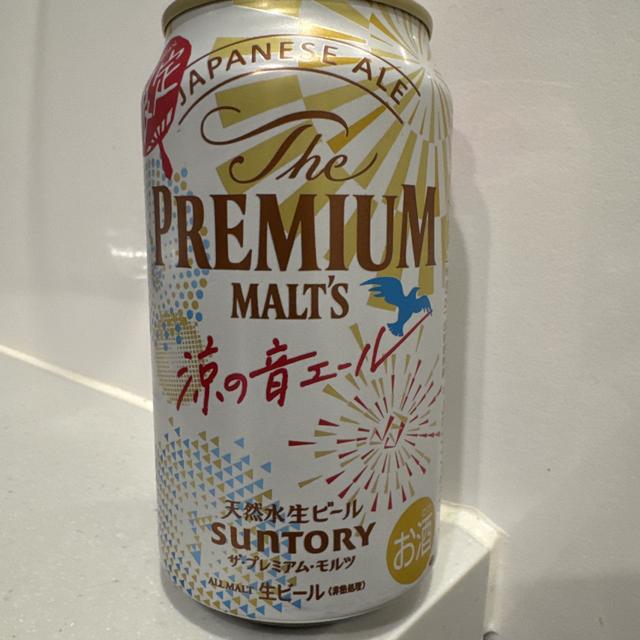 JAPANESE ALE
The
PREMIUM
MALT'S
涼の音エール
天然水生ビール
SUNTORY
ザ・プレミアム・モルツ
ALL MALT 生ビール (非熱処理)
お酒